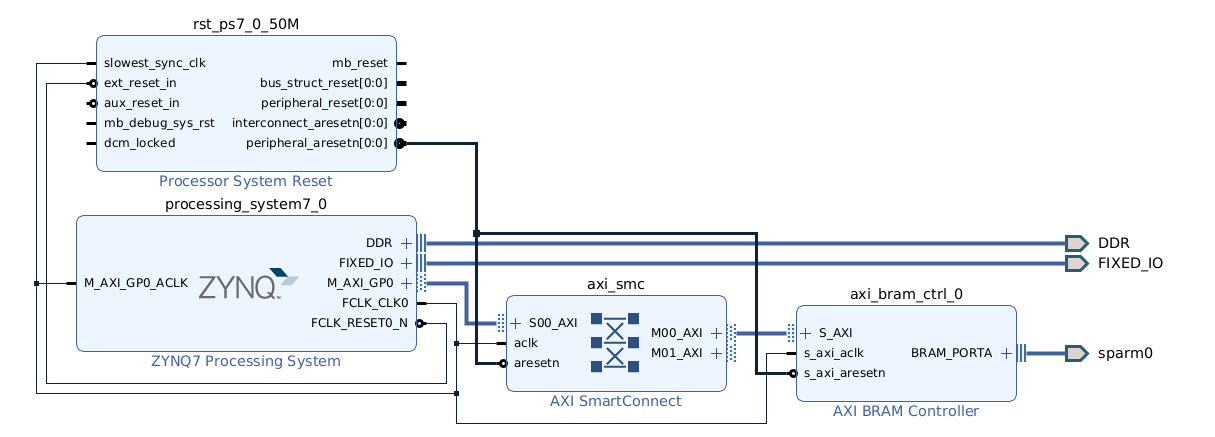 rst_ps7_0_50M
slowest_sync_clk
ext_reset_in
aux_reset_in
mb_debug_sys_rst
dcm_locked
mb_reset
bus_struct_reset[0:0]
peripheral_reset[0:0]
interconnect_aresetn[0:0]
peripheral_aresetn[0:0]
Processor System Reset
processing_system7_0
M_AXI_GP0_ACLK
ZYNQ
DDR
FIXED_IO
M_AXI_GP0
FCLK_CLK0
FCLK_RESET0_N
ZYNQ7 Processing System
axi_smc
S00_AXI
aclk
aresetn
M00_AXI
M01_AXI
AXI SmartConnect
axi_bram_ctrl_0
S_AXI
s_axi_aclk
s_axi_aresetn
BRAM_PORTA
AXI BRAM Controller
DDR
FIXED_IO
sparm0